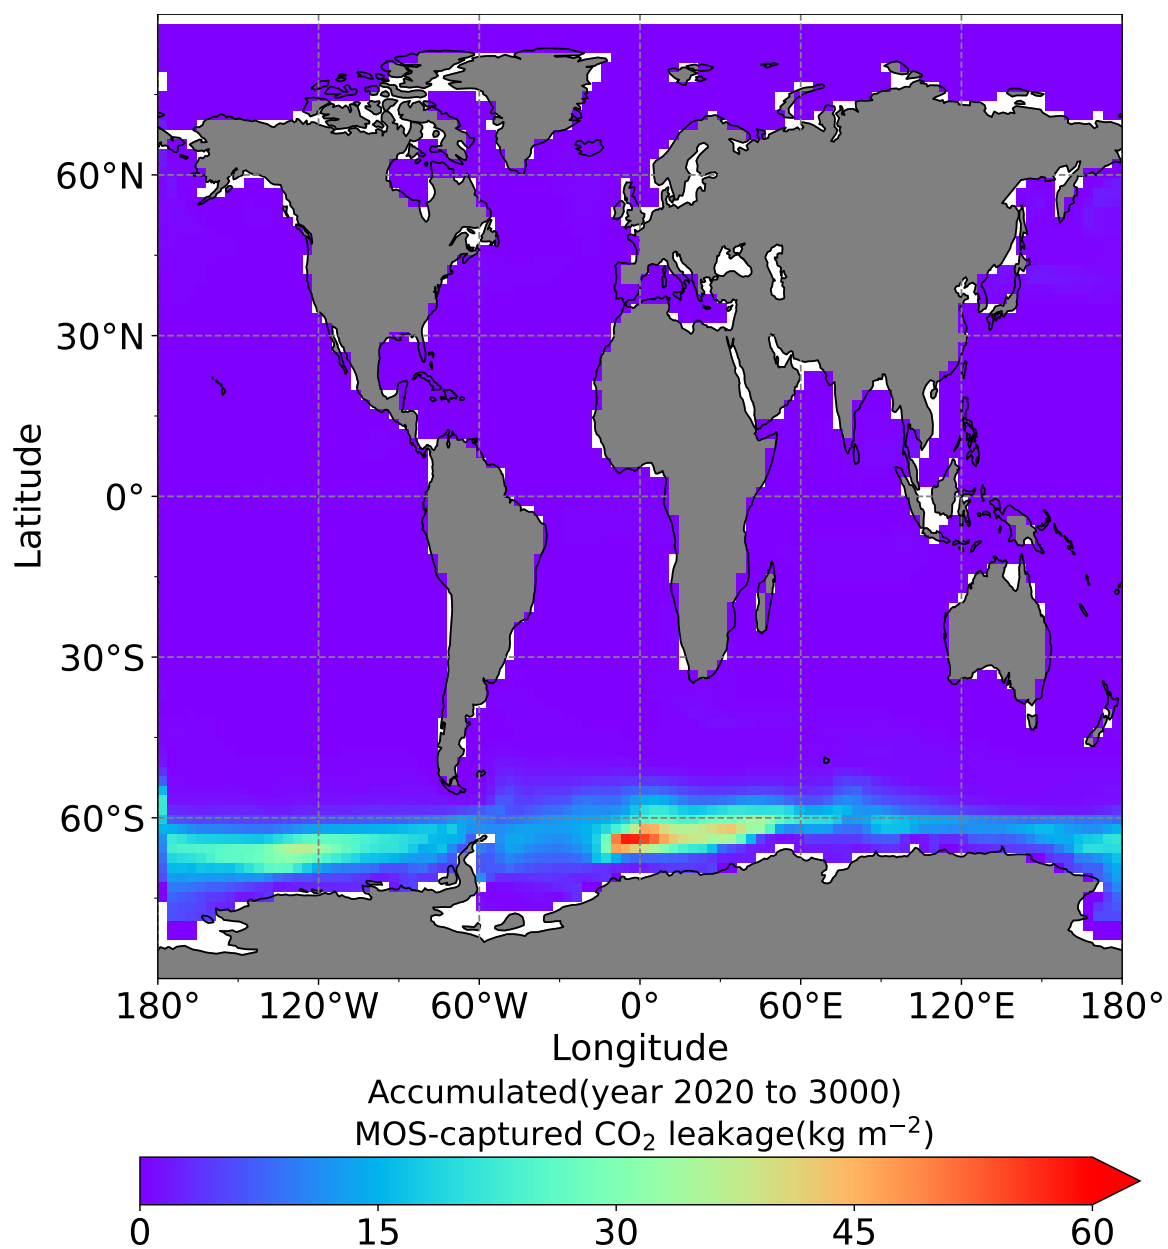 60°N
30°N
0°
30°S
60°S
Latitude
180° 120°W 60°W 0° 60°E 120°E 180°
Longitude
Accumulated(year 2020 to 3000)
MOS-captured CO₂ leakage(kg m⁻²)
0 15 30 45 60